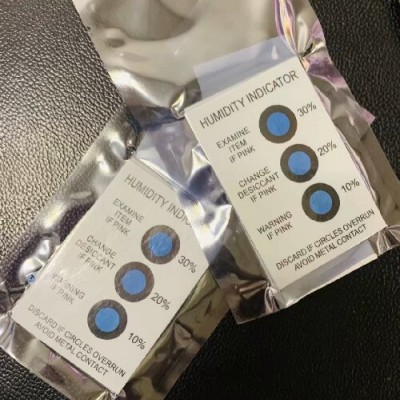 HUMIDITY INDICATOR
EXAMINE
ITEM
IF PINK
30%
CHANGE
DESICCANT
IF PINK
20%
WARNING
IF PINK
10%
DISCARD IF CIRCLES OVERRUN
AVOID METAL CONTACT
HUMIDITY INDIC
EXAMINE
ITEM
IF PINK
30%
CHANGE
DESICCANT
IF PINK
20%
WARNING
IF PINK
10%
DISCARD IF CIRCLES OVERRUN
AVOID METAL CONTACT